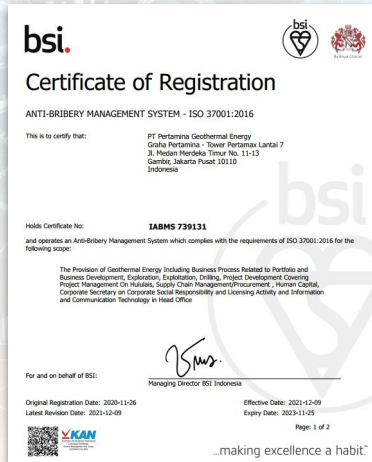 bsi.
bsi
By Royal Charter
Certificate of Registration
ANTI-BRIBERY MANAGEMENT SYSTEM - ISO 37001:2016
This is to certify that:
PT Pertamina Geothermal Energy
Graha Pertamina - Tower Pertamax Lantai 7
Jl. Medan Merdeka Timur No. 11-13
Gambir, Jakarta Pusat 10110
Indonesia
bsi
Holds Certificate No:
IABMS 739131
and operates an Anti-Bribery Management System which complies with the requirements of ISO 37001:2016 for the
following scope:
The Provision of Geothermal Energy Including Business Process Related to Portfolio and
Business Development, Exploration, Exploitation, Drilling, Project Development Covering
Project Management On Hululais, Supply Chain Management/Procurement , Human Capital,
Corporate Secretary on Corporate Social Responsibility and Licensing Activity and Information
and Communication Technology in Head Office
For and on behalf of BSI:
Managing Director BSI Indonesia
Original Registration Date: 2020-11-26
Effective Date: 2021-12-09
Latest Revision Date: 2021-12-09
Expiry Date: 2023-11-25
Page: 1 of 2
KAN
...making excellence a habit.™